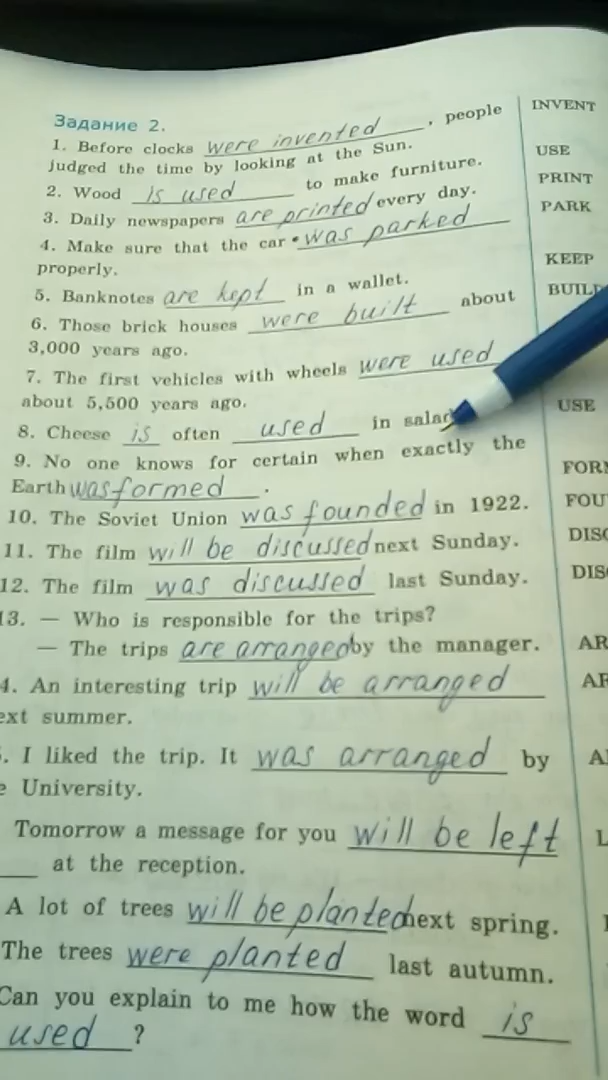 Задание 2.
1. Before clocks were invented, people INVENT
judged the time by looking at the Sun.
2. Wood is used to make furniture. USE
3. Daily newspapers are printed every day. PRINT
4. Make sure that the car was parked PARK
properly.
5. Banknotes are kept in a wallet. KEEP
6. Those brick houses were built about BUILD
3,000 years ago.
7. The first vehicles with wheels were used
about 5,500 years ago.
8. Cheese is often used in salad USE
9. No one knows for certain when exactly the
Earth was formed. FORM
10. The Soviet Union was founded in 1922. FOU
11. The film will be discussed next Sunday. DISC
12. The film was discussed last Sunday. DIS
13. — Who is responsible for the trips?
— The trips are arranged by the manager. AR
4. An interesting trip will be arranged AR
ext summer.
. I liked the trip. It was arranged by A
e University.
Tomorrow a message for you will be left L
at the reception.
A lot of trees will be planted next spring.
The trees were planted last autumn.
Can you explain to me how the word is
used?